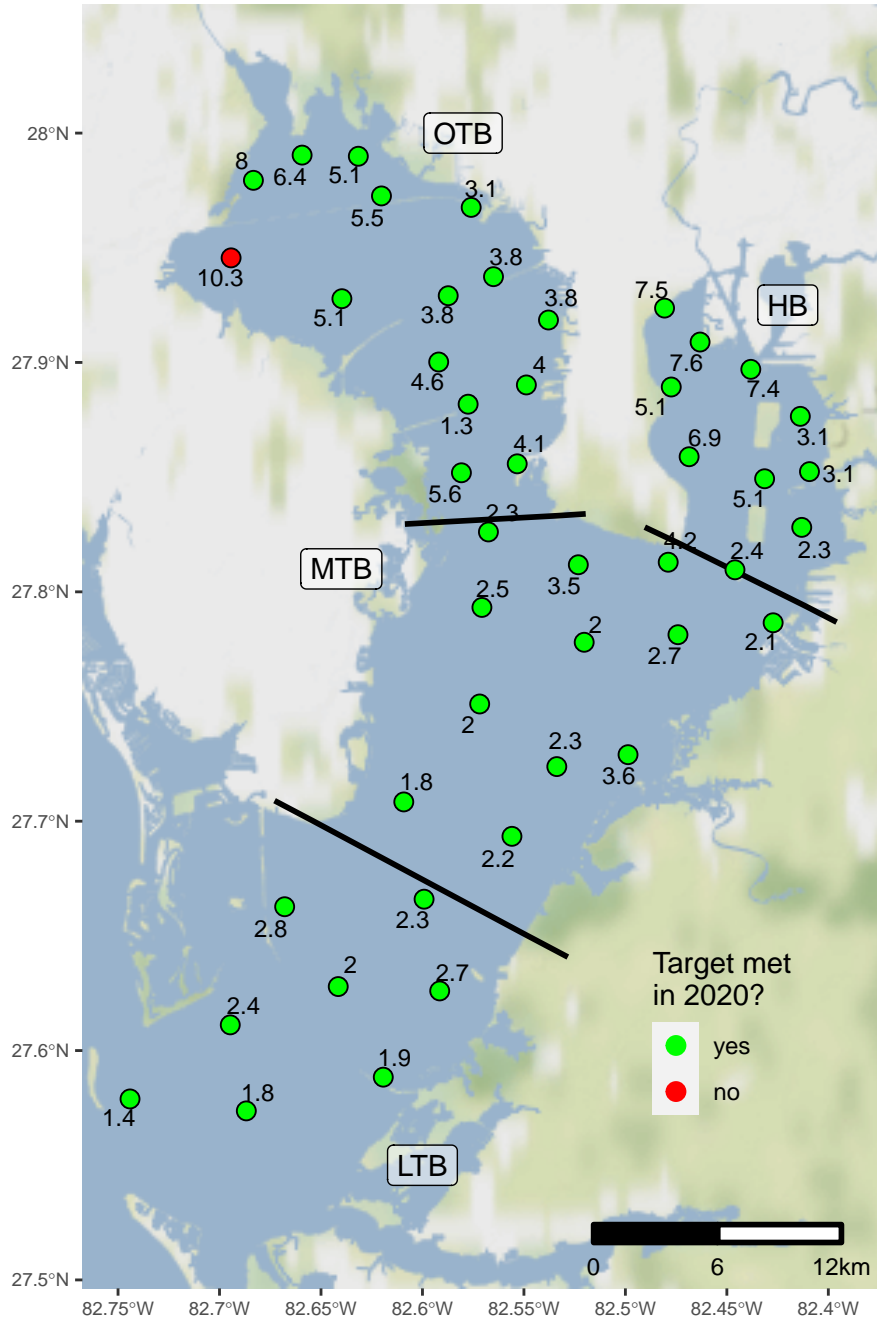 OTB
28°N
8
6.4
5.1
5.5
3.1
10.3
3.8
5.1
3.8
3.8
7.5
HB
7.6
27.9°N
4.6
4
5.1
7.4
1.3
3.1
4.1
6.9
5.6
5.1
3.1
2.3
4.2
2.4
2.3
MTB
3.5
27.8°N
2.5
2
2.7
2.1
2
2.3
3.6
1.8
27.7°N
2.2
2.8
2.3
2
2.7
2.4
Target met
in 2020?
yes
no
27.6°N
1.9
1.4
1.8
LTB
0 6 12km
27.5°N
82.75°W 82.7°W 82.65°W 82.6°W 82.55°W 82.5°W 82.45°W 82.4°W